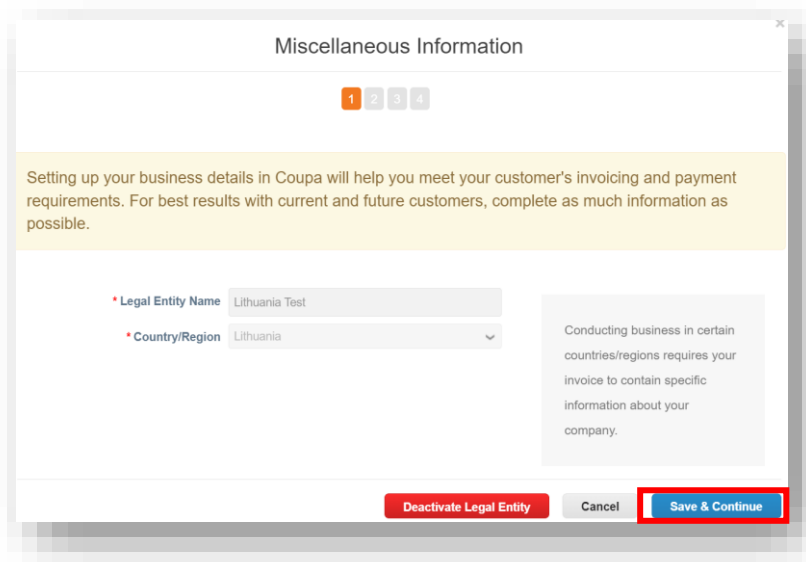 ×
Miscellaneous Information
1 2 3 4
Setting up your business details in Coupa will help you meet your customer's invoicing and payment
requirements. For best results with current and future customers, complete as much information as
possible.
* Legal Entity Name Lithuania Test
* Country/Region Lithuania
Conducting business in certain
countries/regions requires your
invoice to contain specific
information about your
company.
Deactivate Legal Entity Cancel Save & Continue